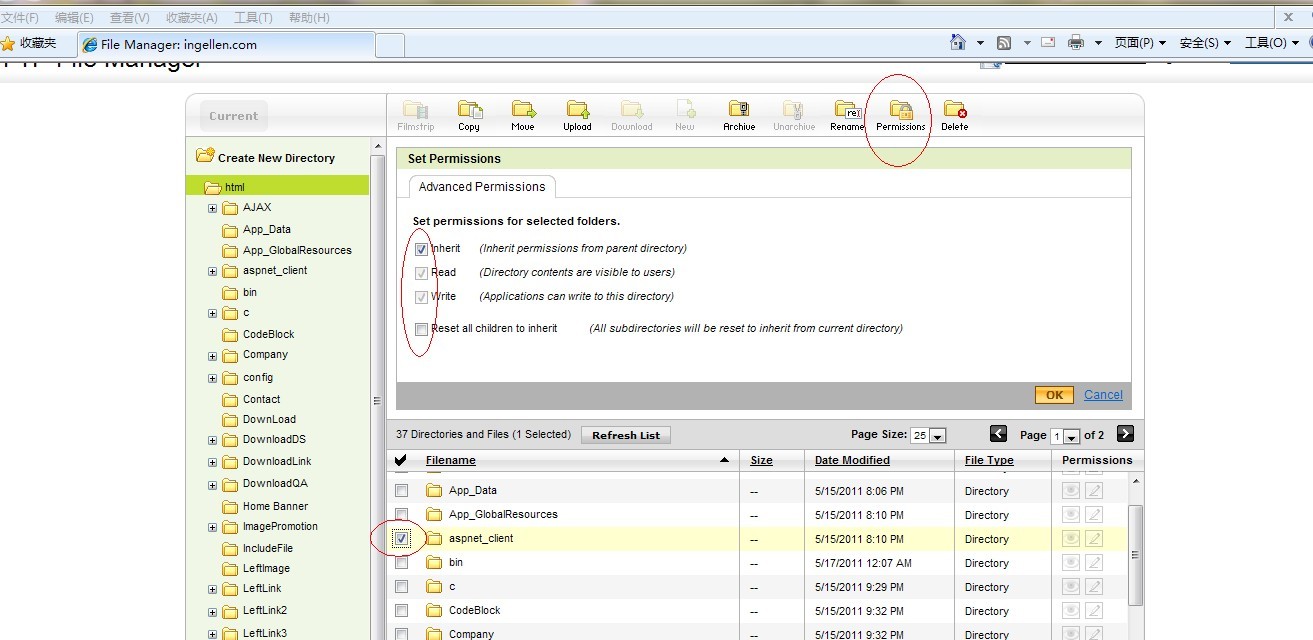 文件(F) 编辑(E) 查看(V) 收藏夹(A) 工具(T) 帮助(H) X
收藏夹 File Manager: ingellen.com 页面(P) 安全(S) 工具(O)
File Manager
Current
Filmstrip Copy Move Upload Download New Archive Unarchive Rename Permissions Delete
Create New Directory
html
AJAX
App_Data
App_GlobalResources
aspnet_client
bin
c
CodeBlock
Company
config
Contact
DownLoad
DownloadDS
DownloadLink
DownloadQA
Home Banner
ImagePromotion
IncludeFile
LeftImage
LeftLink
LeftLink2
LeftLink3
Set Permissions
Advanced Permissions
Set permissions for selected folders.
Inherit (Inherit permissions from parent directory)
Read (Directory contents are visible to users)
Write (Applications can write to this directory)
Reset all children to inherit (All subdirectories will be reset to inherit from current directory)
OK Cancel
37 Directories and Files (1 Selected) Refresh List Page Size: 25 Page 1 of 2
Filename Size Date Modified File Type Permissions
App_Data -- 5/15/2011 8:06 PM Directory
App_GlobalResources -- 5/15/2011 8:10 PM Directory
aspnet_client -- 5/15/2011 8:10 PM Directory
bin -- 5/17/2011 12:07 AM Directory
c -- 5/15/2011 9:29 PM Directory
CodeBlock -- 5/15/2011 9:32 PM Directory
Company -- 5/15/2011 9:32 PM Directory